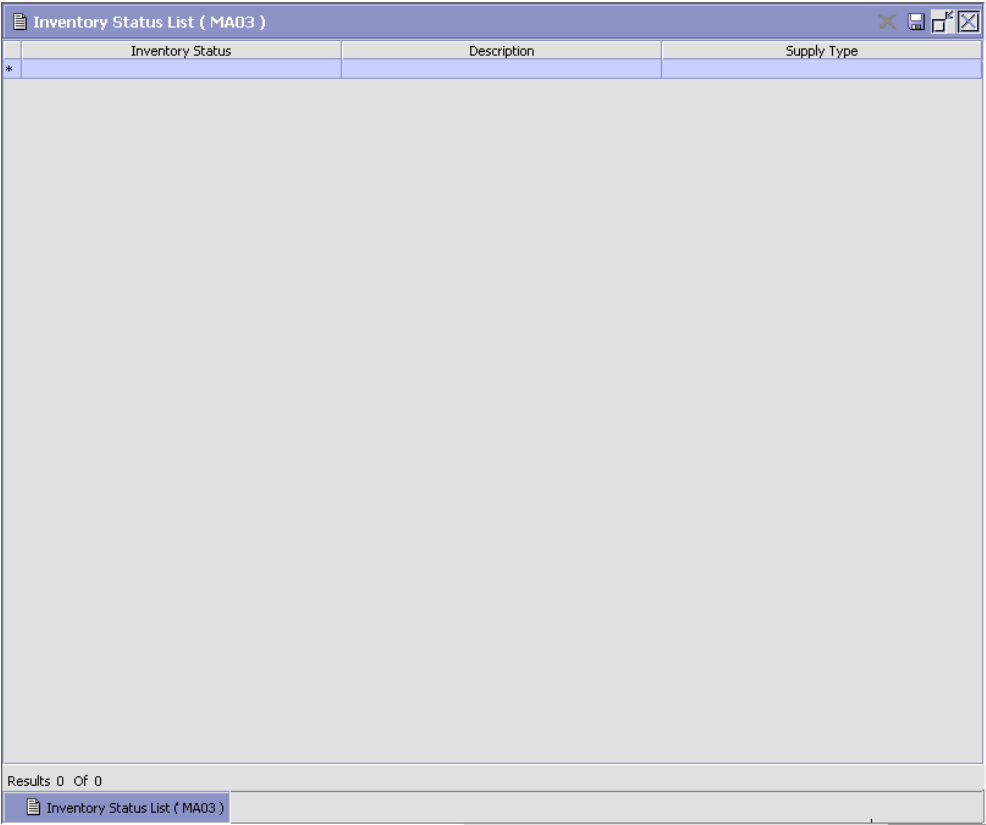 Inventory Status List ( MA03 )
Inventory Status Description Supply Type
*
Results 0 Of 0
Inventory Status List ( MA03 )